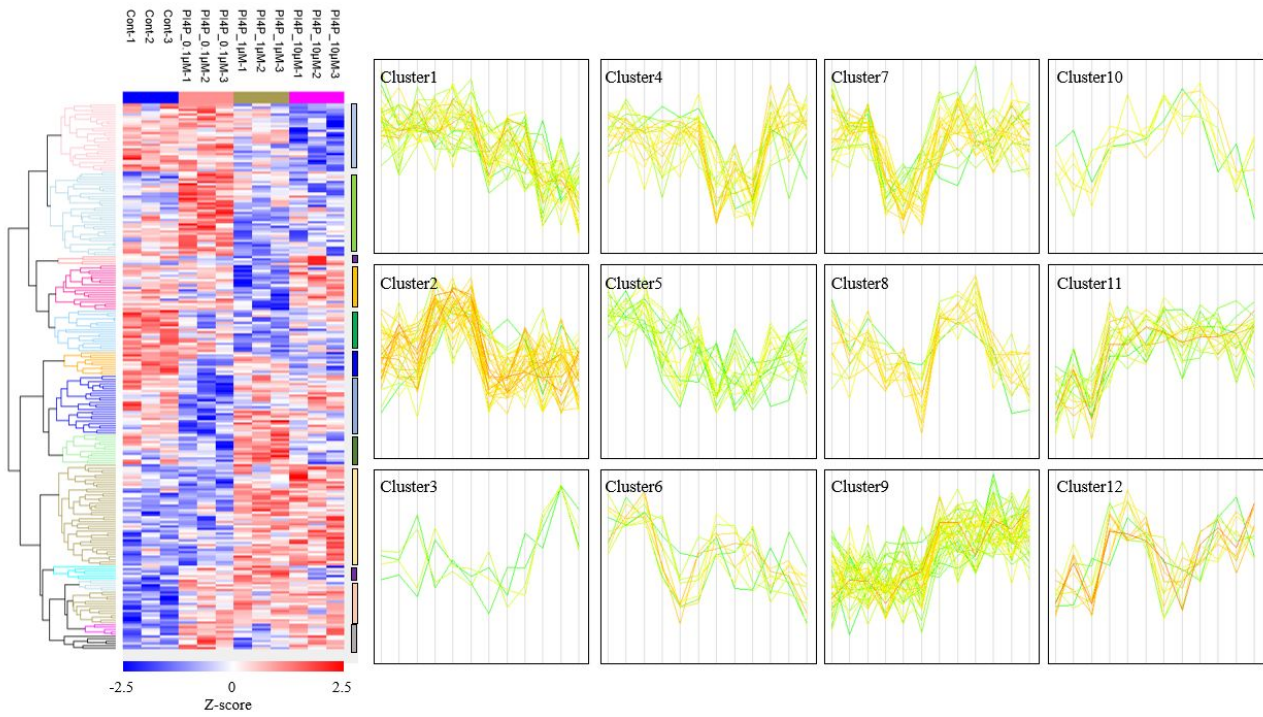 Cont-1
Cont-2
Cont-3
PI4P_0.1μM-1
PI4P_0.1μM-2
PI4P_0.1μM-3
PI4P_1μM-1
PI4P_1μM-2
PI4P_1μM-3
PI4P_10μM-1
PI4P_10μM-2
PI4P_10μM-3
Cluster1
Cluster4
Cluster7
Cluster10
Cluster2
Cluster5
Cluster8
Cluster11
Cluster3
Cluster6
Cluster9
Cluster12
-2.5 0 2.5
Z-score